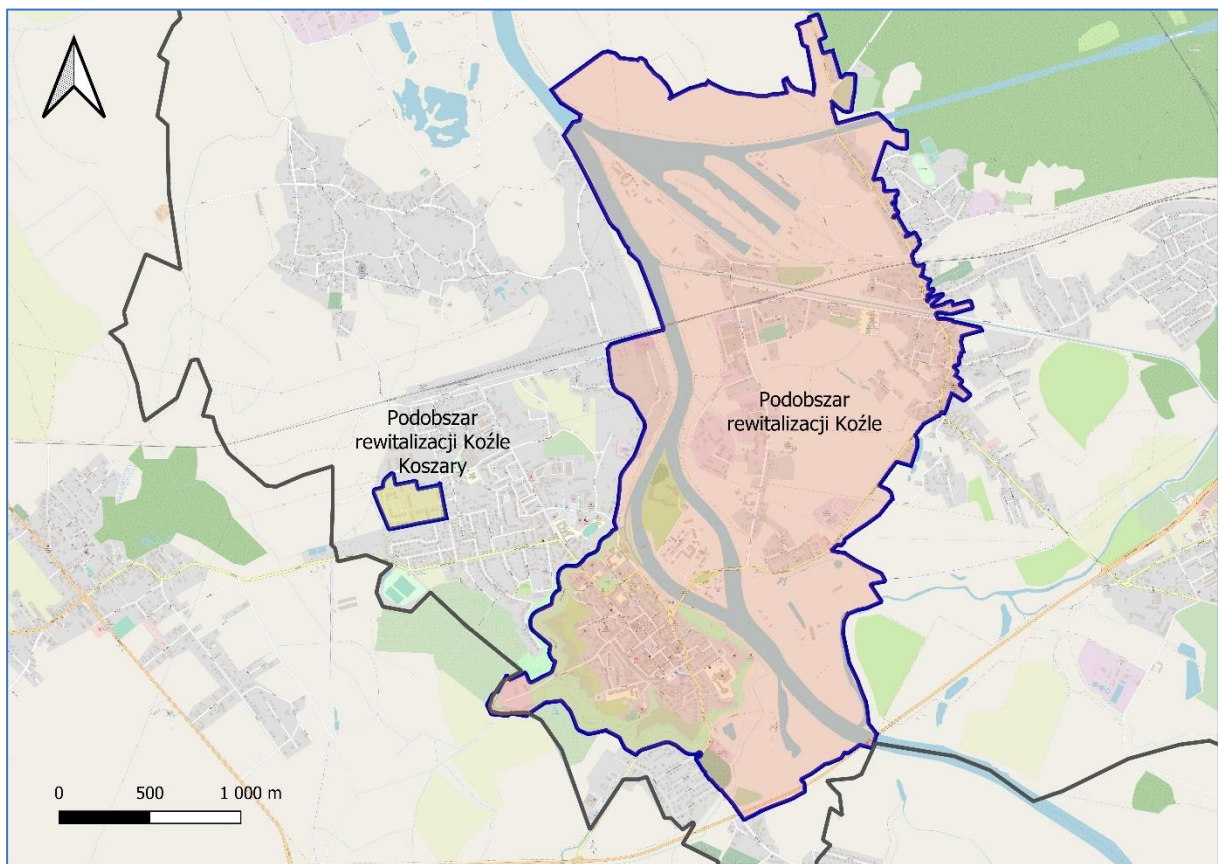 Podobszar
rewitalizacji Koźle
Koszary
Podobszar
rewitalizacji Koźle
0 500 1 000 m